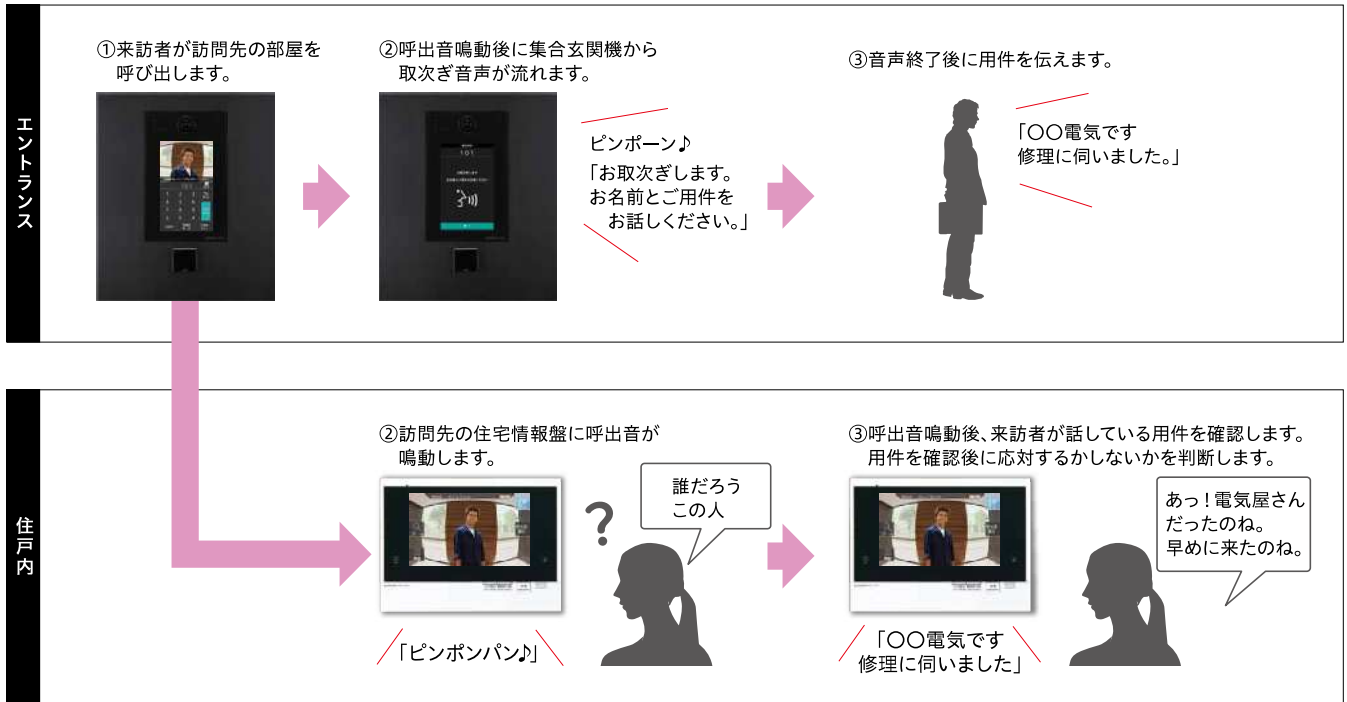 エントランス
①来訪者が訪問先の部屋を
呼び出します。
②呼出音鳴動後に集合玄関機から
取次ぎ音声が流れます。
101
ピンポーン♪
「お取次ぎします。
お名前とご用件を
お話しください。」
③音声終了後に用件を伝えます。
「〇〇電気です
修理に伺いました。」
住戸内
②訪問先の住宅情報盤に呼出音が
鳴動します。
?
誰だろう
この人
「ピンポンパン♪」
③呼出音鳴動後、来訪者が話している用件を確認します。
用件を確認後に応対するかしないかを判断します。
あっ!電気屋さん
だったのね。
早めに来たのね。
「〇〇電気です
修理に伺いました」